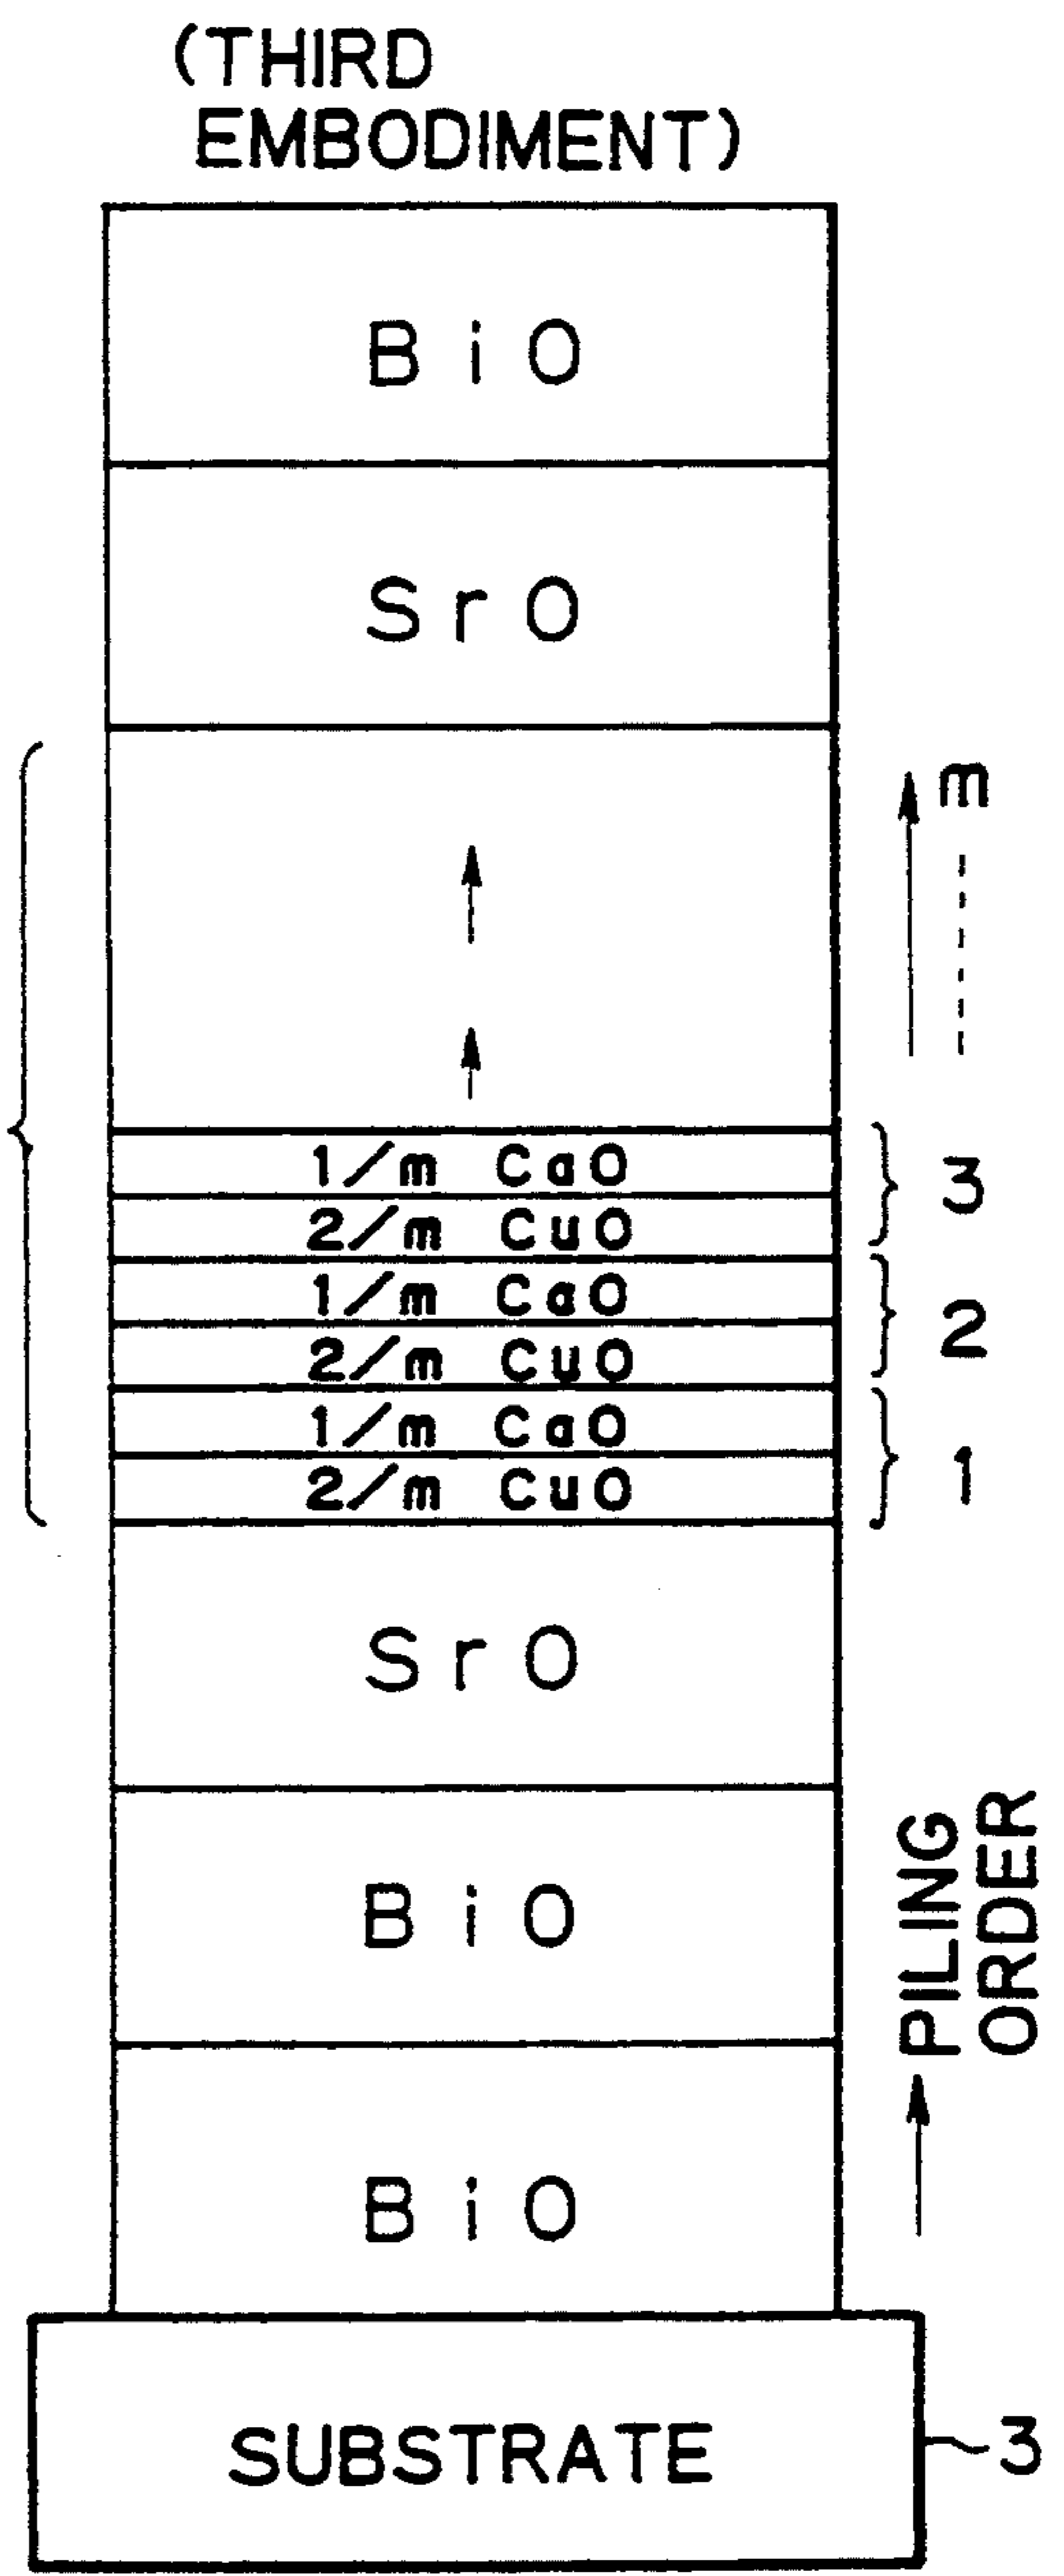 (THIRD
EMBODIMENT)
BiO
SrO
m
1/m CaO
3
2/m CuO
1/m CaO
2
2/m CuO
1/m CaO
1
2/m CuO
SrO
PILING
ORDER
BiO
BiO
SUBSTRATE
3